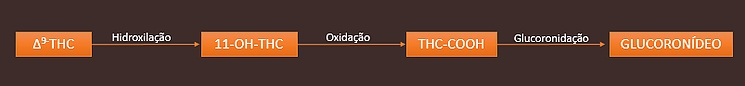 Δ⁹-THC
Hidroxilação
11-OH-THC
Oxidação
THC-COOH
Glucoronidação
GLUCORONÍDEO